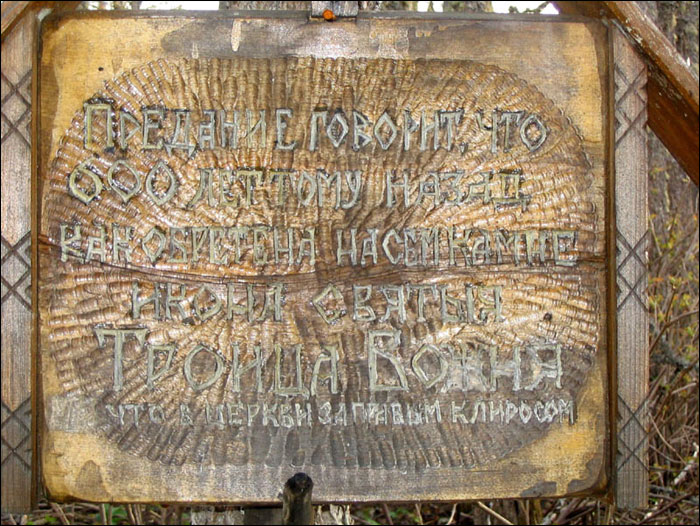 Предание говорит, что
600 лет тому назад
как обретена на сем камне
икона Святыя
Троица Божия
что в церкви за правым клиросом